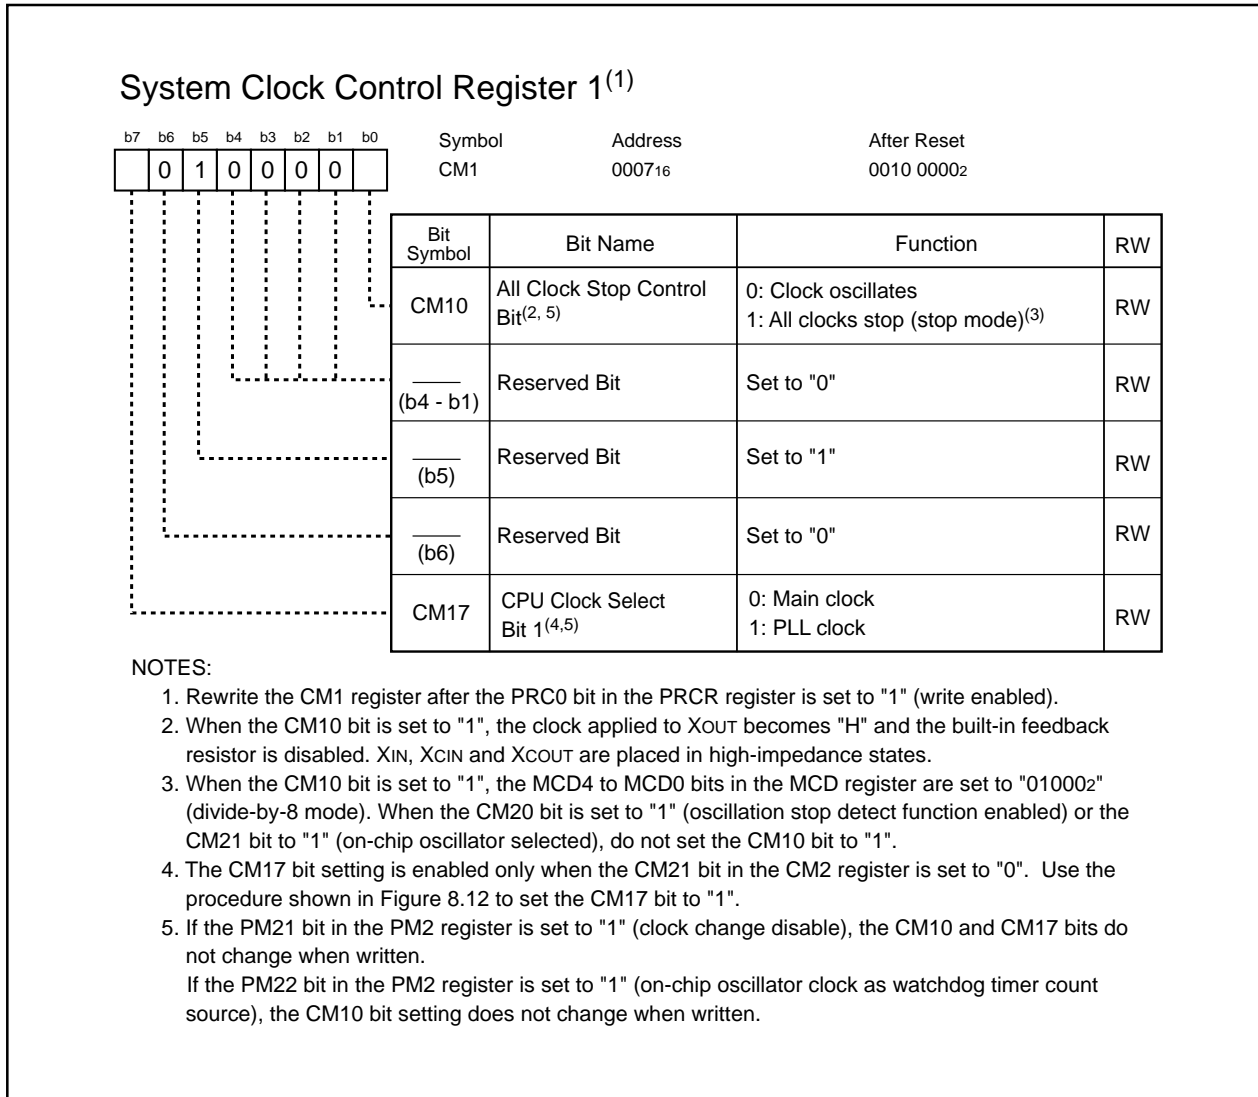 System Clock Control Register 1(1)
b7 b6 b5 b4 b3 b2 b1 b0
0 1 0 0 0 0
Symbol Address After Reset
CM1 000716 0010 00002
Bit Symbol Bit Name Function RW
CM10 All Clock Stop Control Bit(2, 5) 0: Clock oscillates RW
1: All clocks stop (stop mode)(3)
(b4 - b1) Reserved Bit Set to "0" RW
(b5) Reserved Bit Set to "1" RW
(b6) Reserved Bit Set to "0" RW
CM17 CPU Clock Select Bit 1(4,5) 0: Main clock RW
1: PLL clock
NOTES:
1. Rewrite the CM1 register after the PRC0 bit in the PRCR register is set to "1" (write enabled).
2. When the CM10 bit is set to "1", the clock applied to XOUT becomes "H" and the built-in feedback
resistor is disabled. XIN, XCIN and XCOUT are placed in high-impedance states.
3. When the CM10 bit is set to "1", the MCD4 to MCD0 bits in the MCD register are set to "010002"
(divide-by-8 mode). When the CM20 bit is set to "1" (oscillation stop detect function enabled) or the
CM21 bit to "1" (on-chip oscillator selected), do not set the CM10 bit to "1".
4. The CM17 bit setting is enabled only when the CM21 bit in the CM2 register is set to "0". Use the
procedure shown in Figure 8.12 to set the CM17 bit to "1".
5. If the PM21 bit in the PM2 register is set to "1" (clock change disable), the CM10 and CM17 bits do
not change when written.
If the PM22 bit in the PM2 register is set to "1" (on-chip oscillator clock as watchdog timer count
source), the CM10 bit setting does not change when written.